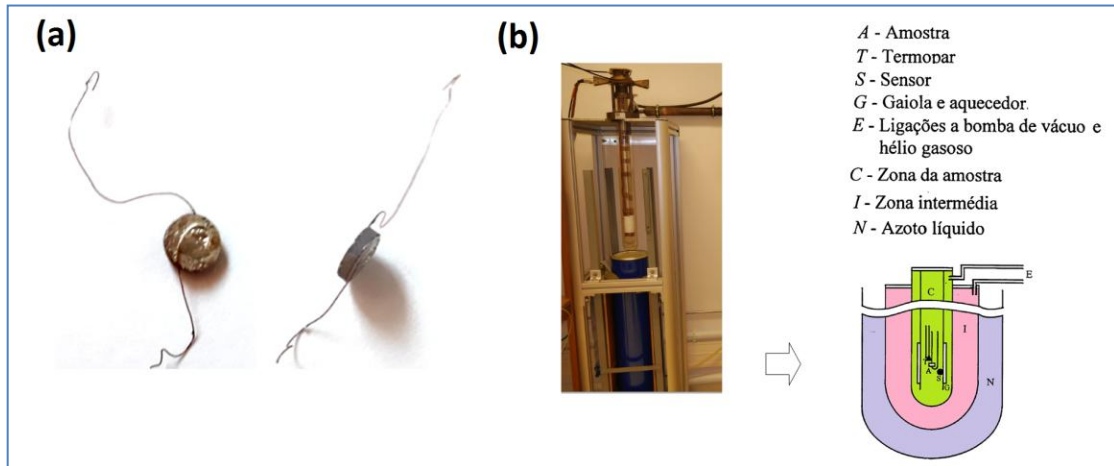 (a)
(b)
A - Amostra
T - Termopar
S - Sensor
G - Gaiola e aquecedor.
E - Ligações a bomba de vácuo e
hélio gasoso
C - Zona da amostra
I - Zona intermédia
N - Azoto líquido
E
C
I
A
S
N
G